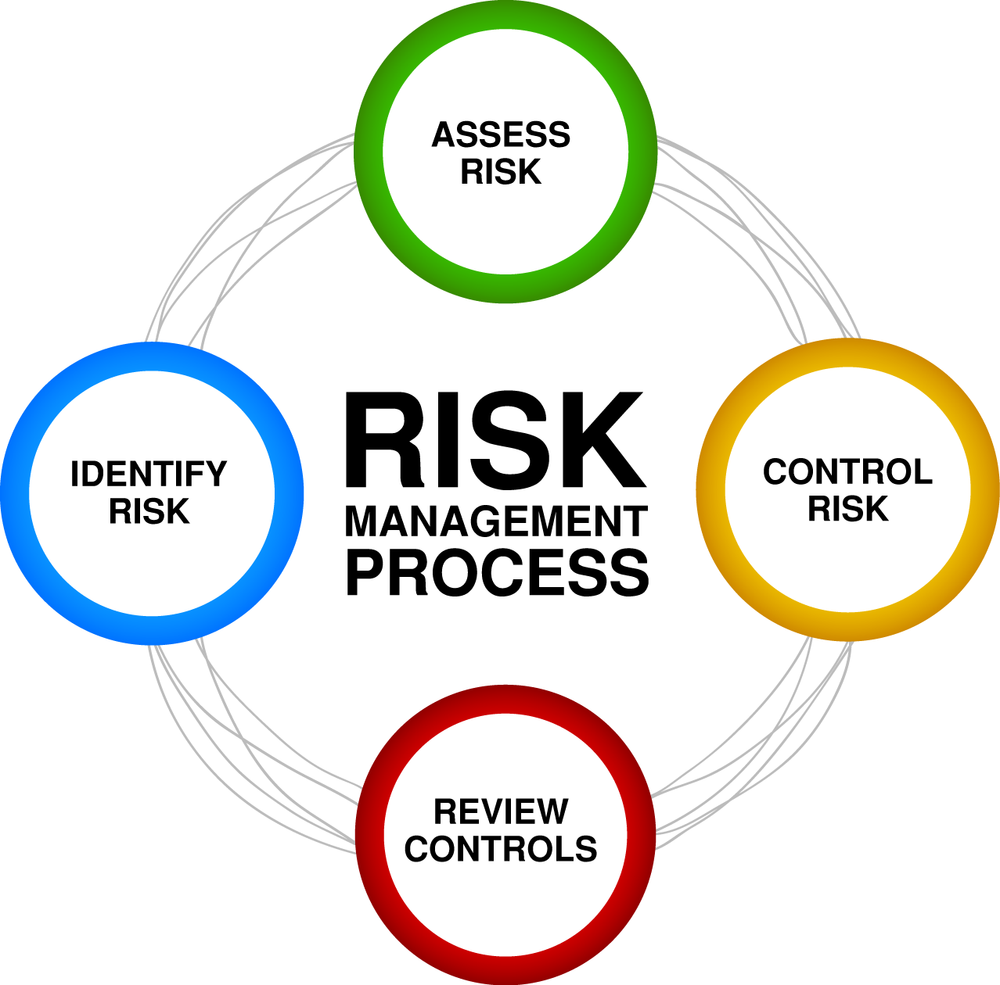 ASSESS
RISK
IDENTIFY
RISK
RISK
MANAGEMENT
PROCESS
CONTROL
RISK
REVIEW
CONTROLS